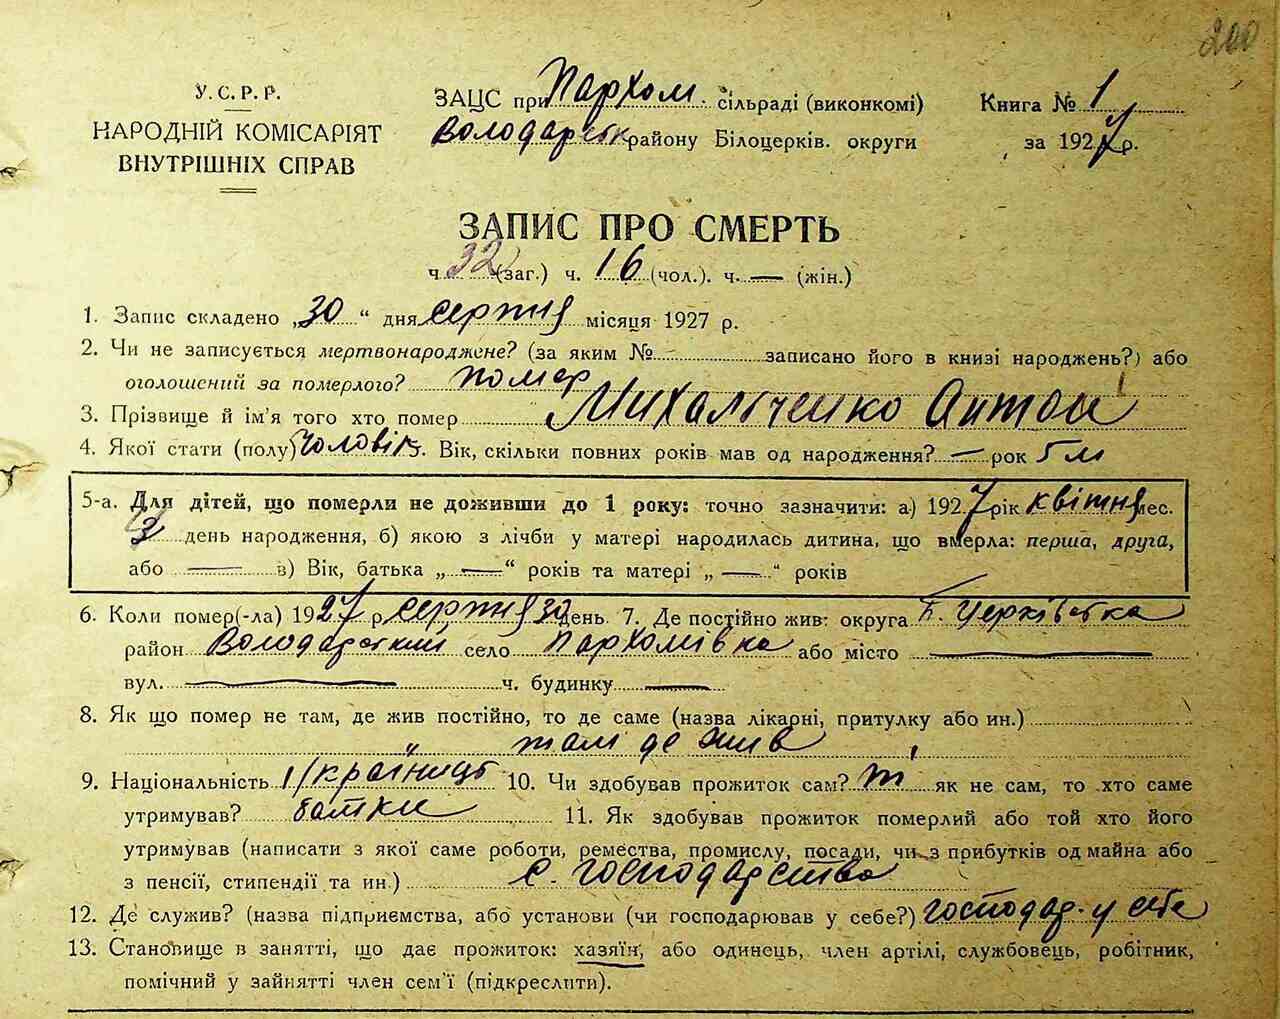 200
У.С.Р.Р.
НАРОДНІЙ КОМІСАРІЯТ
ВНУТРІШНІХ СПРАВ
ЗАЦС при Пархом. сільраді (виконкомі)
Володарськ району Білоцерків. округи
Книга № 1
за 1927 р.
ЗАПИС ПРО СМЕРТЬ
ч. 32 (заг.) ч. 16 (чол.). ч. — (жін.)
1. Запис складено „30“ дня серпня місяця 1927 р.
2. Чи не записується мертвонароджене? (за яким № — записано його в книзі народжень?) або
оголошений за померлого? помер
3. Прізвище й ім'я того хто помер Михальченко Антон
4. Якої стати (полу) чоловіч. Вік, скільки повних років мав од народження? — рок 5 м
5-а. Для дітей, що померли не доживши до 1 року: точно зазначити: а) 1927 рік квітня мес.
3 день народження, б) якою з лічби у матері народилась дитина, що вмерла: перша, друга,
або — в) Вік, батька „—“ років та матері „—“ років
6. Коли помер(-ла) 1927 р серпня 30 день 7. Де постійно жив: округа Б. Церківська
район Володарський село Пархомівка або місто —
вул. — ч. будинку —
8. Як що помер не там, де жив постійно, то де саме (назва лікарні, притулку або ин.)
" там де жив
9. Національність Українець 10. Чи здобував прожиток сам? ні як не сам, то хто саме
утримував? батьки 11. Як здобував прожиток померлий або той хто його
утримував (написати з якої саме роботи, ремества, промислу, посади, чи з прибутків од майна або
з пенсії, стипендії та ин.) с. господарства
12. Де служив? (назва підприємства, або установи (чи господарював у себе?) господар. у себе
13. Становище в занятті, що дає прожиток: хазяїн, або одинець, член артілі, службовець, робітник,
помічний у зайнятті член сем'ї (підкреслити).